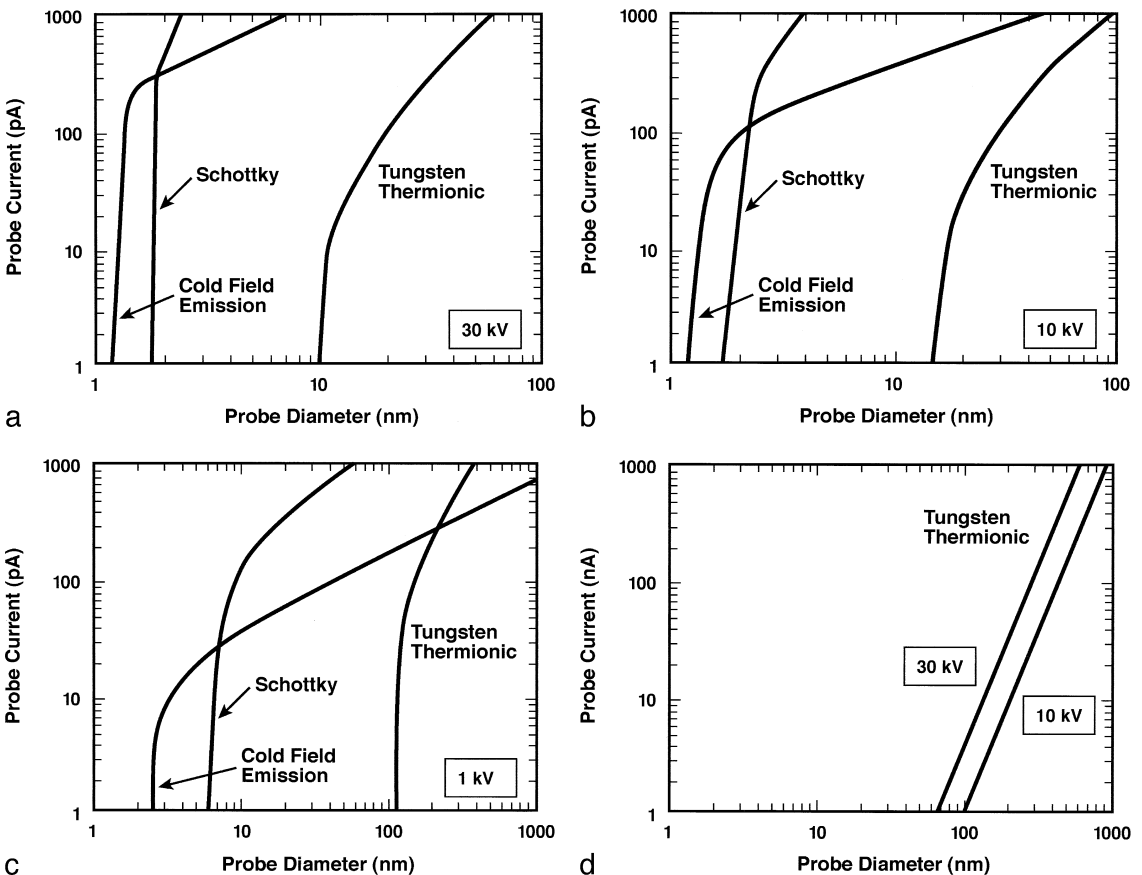 1000
100
10
1
Probe Current (pA)
Schottky
Tungsten
Thermionic
Cold Field
Emission
30 kV
1
10
100
Probe Diameter (nm)
a
1000
100
10
1
Probe Current (pA)
Schottky
Tungsten
Thermionic
Cold Field
Emission
10 kV
1
10
100
Probe Diameter (nm)
b
1000
100
10
1
Probe Current (pA)
Tungsten
Thermionic
Schottky
Cold Field
Emission
1 kV
1
10
100
1000
Probe Diameter (nm)
c
1000
100
10
1
Probe Current (nA)
Tungsten
Thermionic
30 kV
10 kV
1
10
100
1000
Probe Diameter (nm)
d